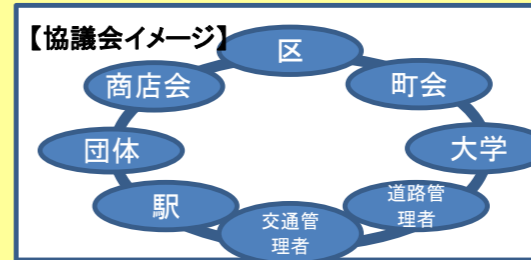 【協議会イメージ】
区
商店会
町会
団体
大学
駅
交通管
理者
道路管
理者